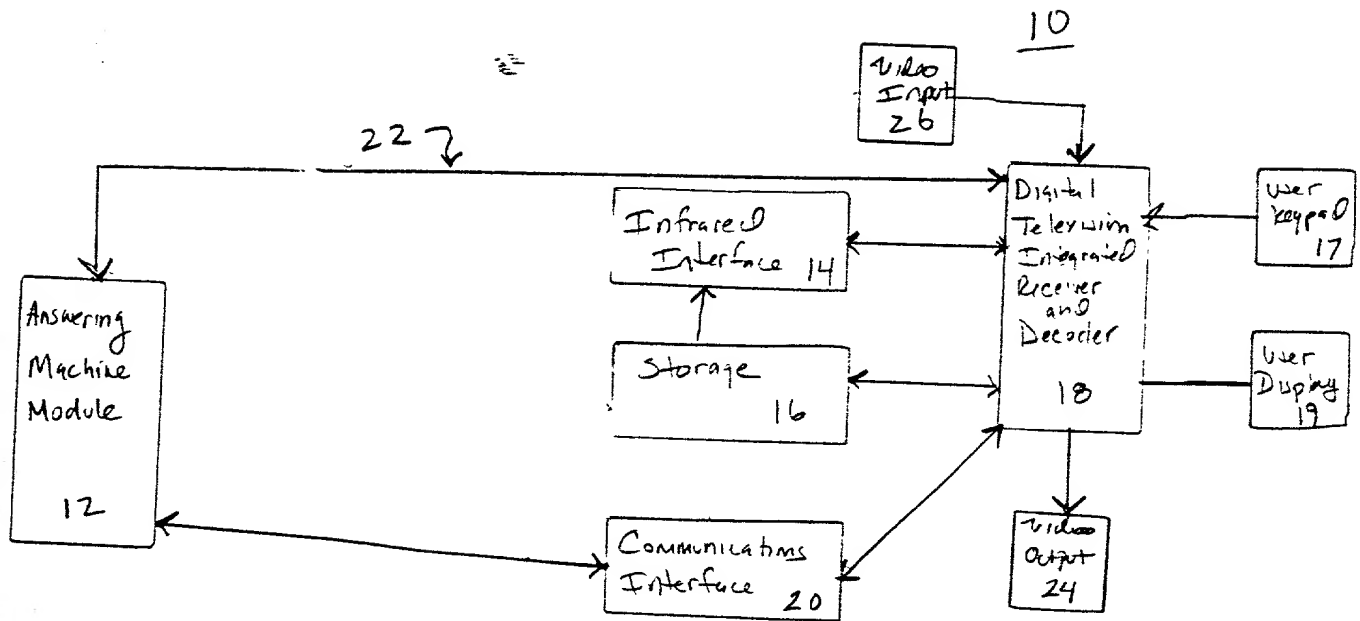 10
Video
Input
26
22
Digital
Television
Integrated
Receiver
and
Decoder
18
User
Keypad
17
Infrared
Interface 14
Answering
Machine
Module
12
Storage
16
User
Display
19
Communications
Interface 20
Video
Output
24